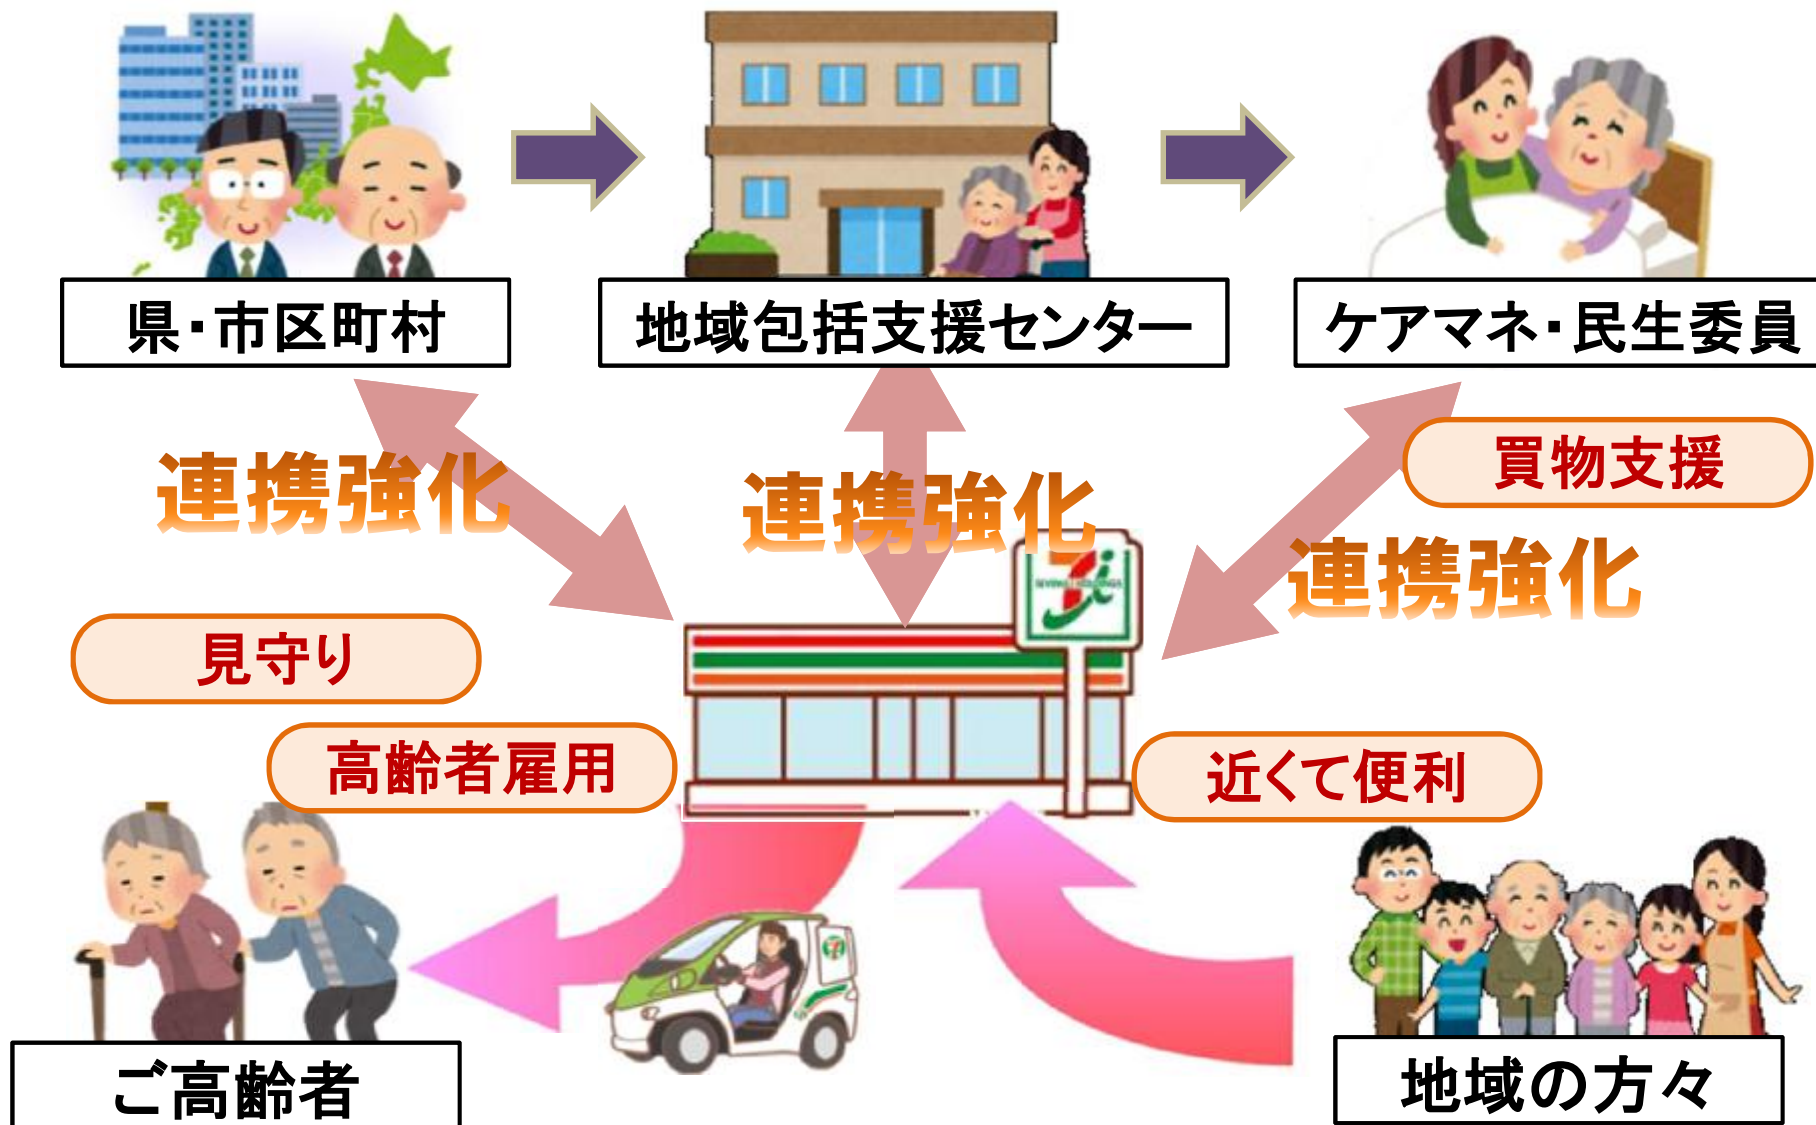 県・市区町村
地域包括支援センター
ケアマネ・民生委員
買物支援
連携強化
連携強化
連携強化
見守り
高齢者雇用
近くて便利
ご高齢者
地域の方々